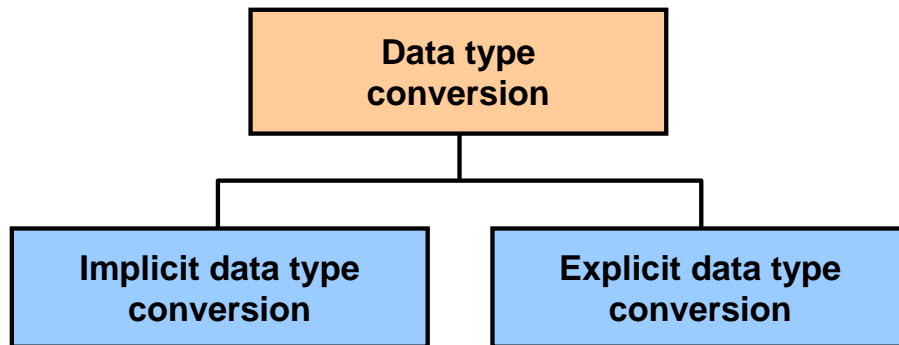 Data type
conversion
Implicit data type
conversion
Explicit data type
conversion